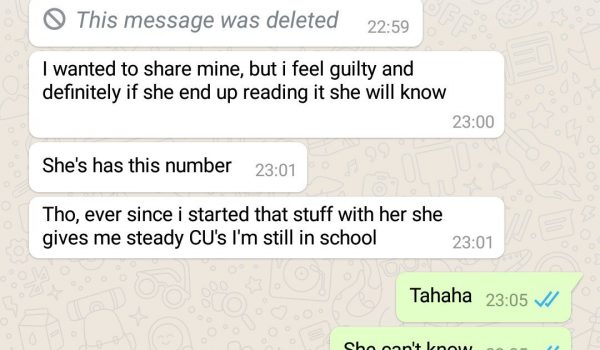 This message was deleted 22:59
I wanted to share mine, but i feel guilty and
definitely if she end up reading it she will know
23:00
She's has this number 23:01
Tho, ever since i started that stuff with her she
gives me steady CU's I'm still in school
23:01
Tahaha 23:05
She can't know